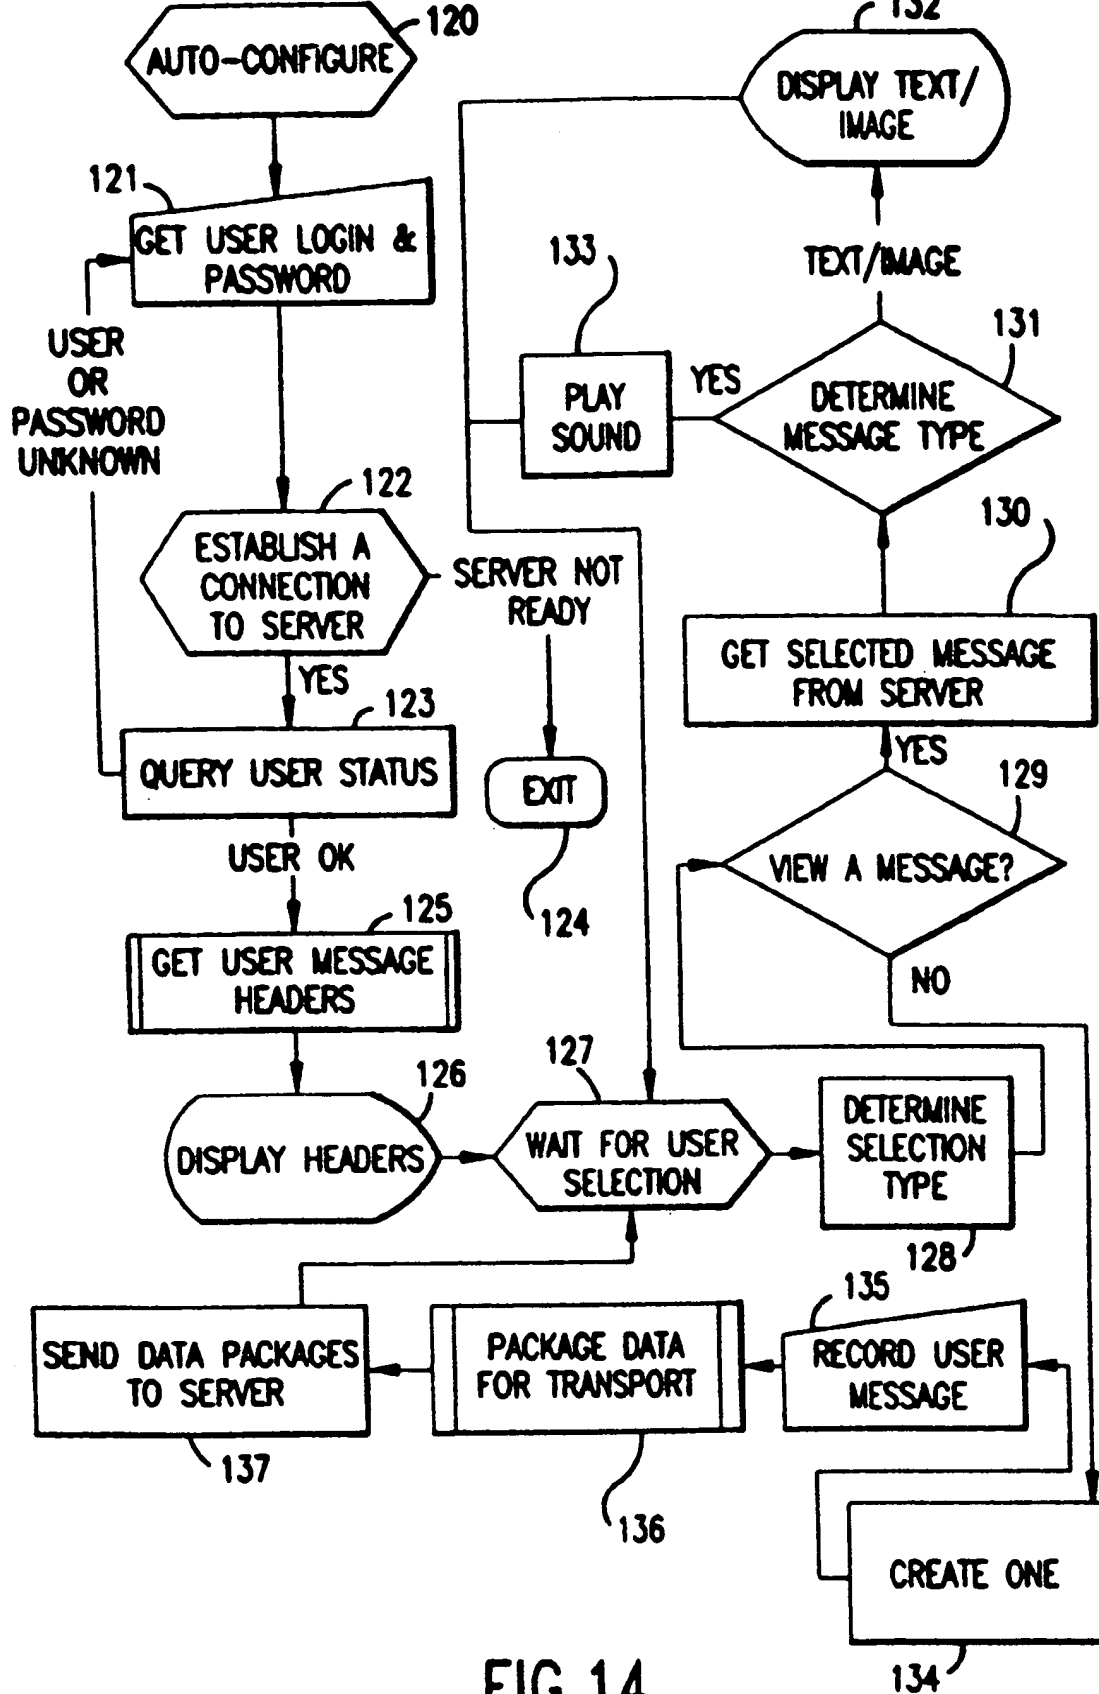 120
AUTO-CONFIGURE
121
GET USER LOGIN &
PASSWORD
USER
OR
PASSWORD
UNKNOWN
122
ESTABLISH A
CONNECTION
TO SERVER
SERVER NOT
READY
YES
123
QUERY USER STATUS
EXIT
124
USER OK
125
GET USER MESSAGE
HEADERS
126
DISPLAY HEADERS
127
WAIT FOR USER
SELECTION
DETERMINE
SELECTION
TYPE
128
VIEW A MESSAGE?
129
YES
NO
GET SELECTED MESSAGE
FROM SERVER
130
DETERMINE
MESSAGE TYPE
131
YES
PLAY
SOUND
133
TEXT/IMAGE
DISPLAY TEXT/
IMAGE
132
CREATE ONE
134
135
RECORD USER
MESSAGE
PACKAGE DATA
FOR TRANSPORT
136
SEND DATA PACKAGES
TO SERVER
137
FIG.14